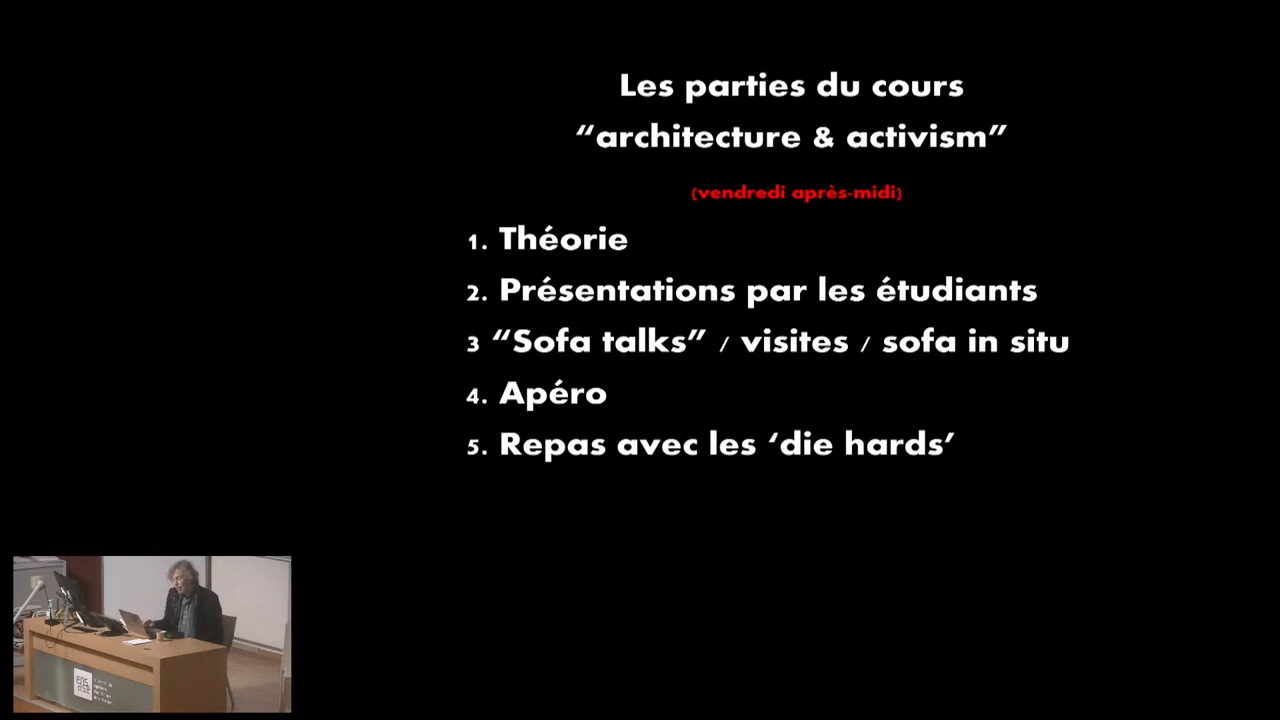 Les parties du cours
“architecture & activism”
(vendredi après-midi)
1. Théorie
2. Présentations par les étudiants
3 “Sofa talks” / visites / sofa in situ
4. Apéro
5. Repas avec les ‘die hards’